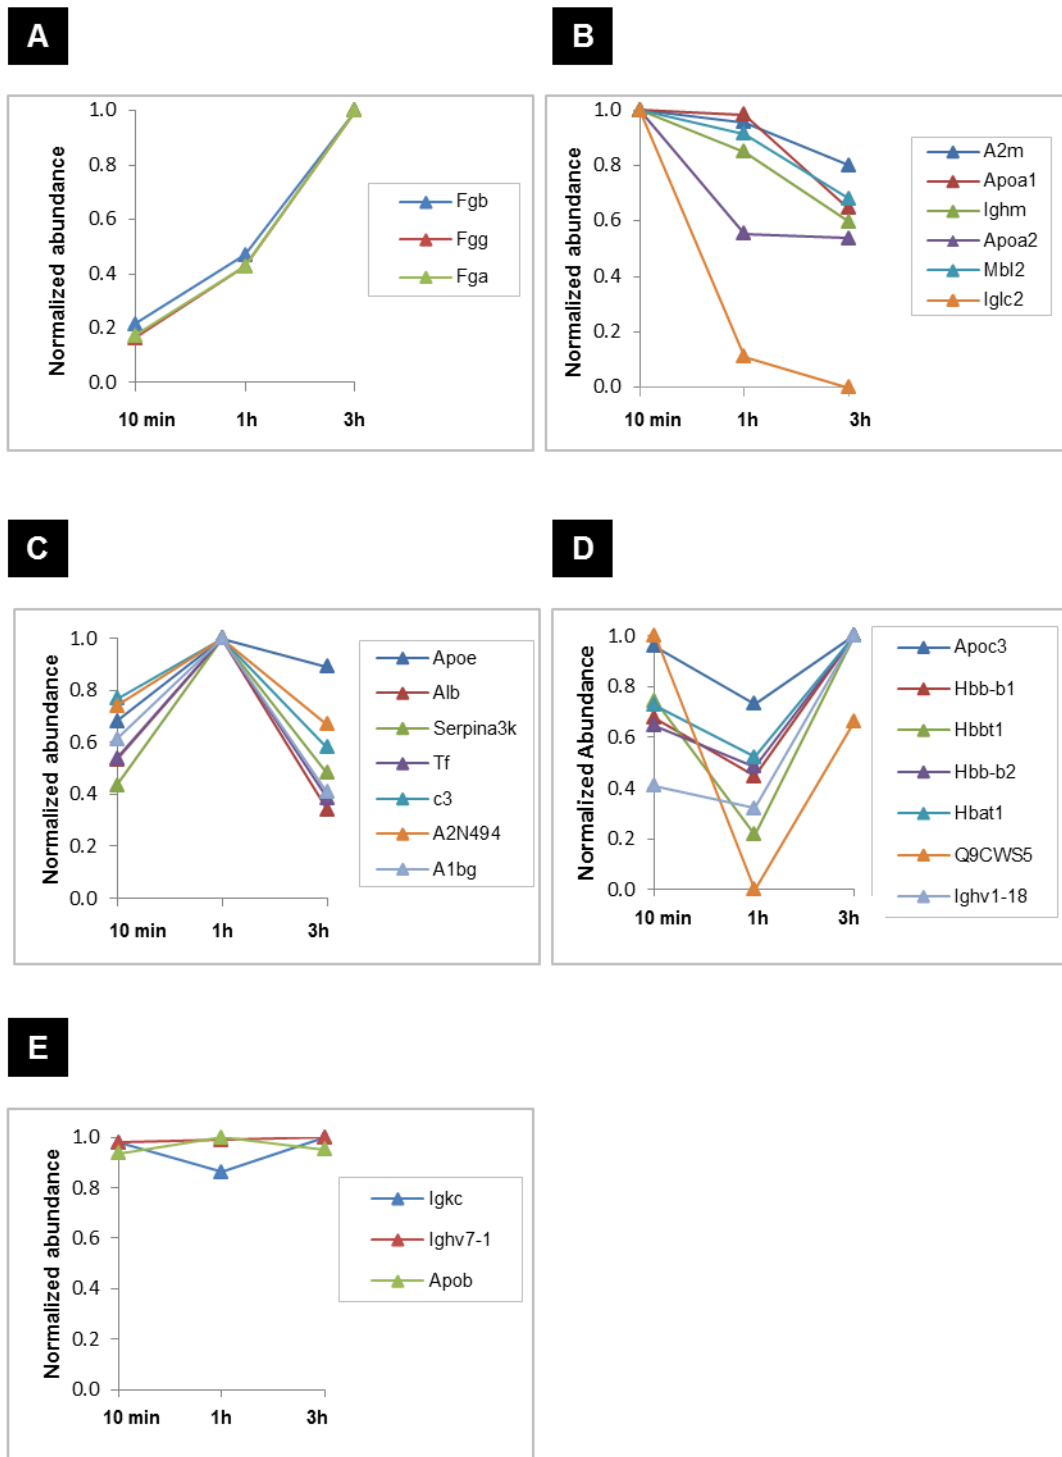 A
Normalized abundance
1.0
0.8
0.6
0.4
0.2
0.0
10 min 1h 3h
Fgb
Fgg
Fga
B
Normalized abundance
1.0
0.8
0.6
0.4
0.2
0.0
10 min 1h 3h
A2m
Apoa1
Ighm
Apoa2
Mbl2
Iglc2
C
Normalized abundance
1.0
0.8
0.6
0.4
0.2
0.0
10 min 1h 3h
Apoe
Alb
Serpina3k
Tf
c3
A2N494
A1bg
D
Normalized Abundance
1.0
0.8
0.6
0.4
0.2
0.0
10 min 1h 3h
Apoc3
Hbb-b1
Hbbt1
Hbb-b2
Hbat1
Q9CWS5
Ighv1-18
E
Normalized abundance
1.0
0.8
0.6
0.4
0.2
0.0
10 min 1h 3h
Igkc
Ighv7-1
Apob